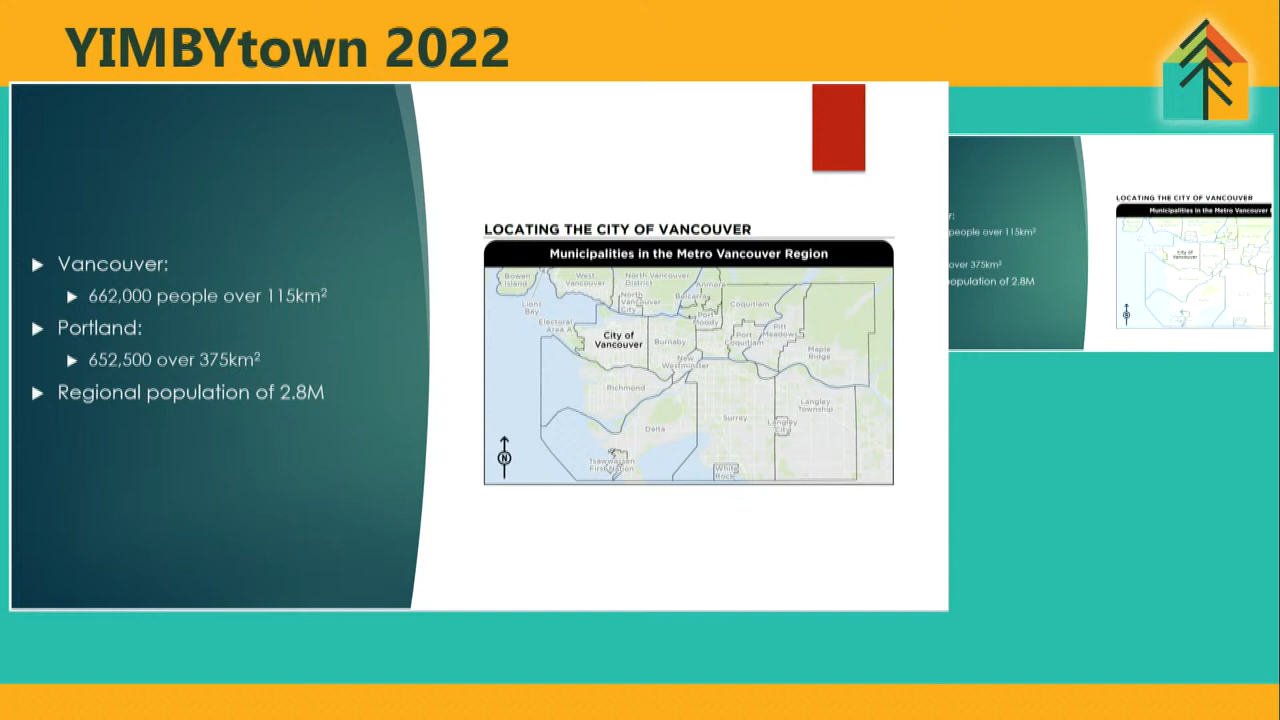 YIMBYtown 2022
Vancouver:
662,000 people over 115km²
Portland:
652,500 over 375km²
Regional population of 2.8M
LOCATING THE CITY OF VANCOUVER
Municipalities in the Metro Vancouver Region
Bowen Island
West Vancouver
North Vancouver District
Lions Bay
North Vancouver City
Belcarra
Anmore
Coquitlam
Electoral Area A
Port Moody
City of Vancouver
Burnaby
Port Coquitlam
Pitt Meadows
Maple Ridge
New Westminster
Richmond
Langley Township
Surrey
Langley City
Delta
Tsawwassen First Nation
White Rock
N
r:
people over 115km²
over 375km²
opulation of 2.8M
LOCATING THE CITY OF VANCOUVER
Municipalities in the Metro Vancouver
City of Vancouver